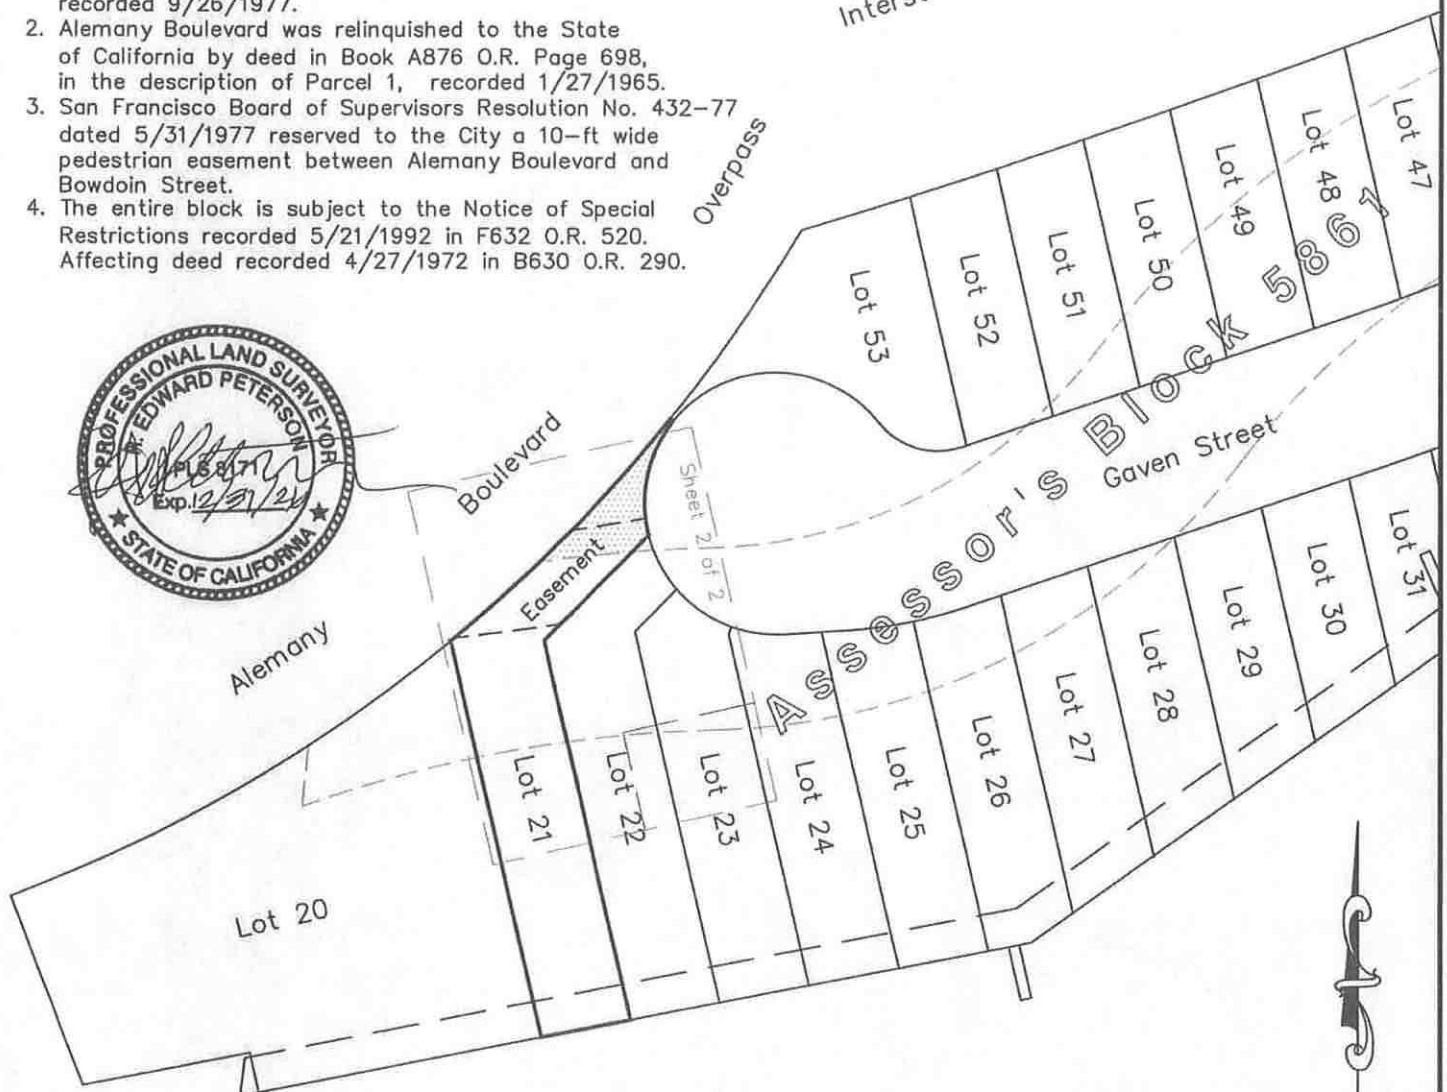 recorded 9/26/1977.
2. Alemany Boulevard was relinquished to the State
of California by deed in Book A876 O.R. Page 698,
in the description of Parcel 1, recorded 1/27/1965.
3. San Francisco Board of Supervisors Resolution No. 432-77
dated 5/31/1977 reserved to the City a 10-ft wide
pedestrian easement between Alemany Boulevard and
Bowdoin Street.
4. The entire block is subject to the Notice of Special
Restrictions recorded 5/21/1992 in F632 O.R. 520.
Affecting deed recorded 4/27/1972 in B630 O.R. 290.
Overpass
PROFESSIONAL LAND SURVEYOR
EDWARD PETERSON
PLS 8171
Exp.
STATE OF CALIFORNIA
Alemany
Boulevard
Easement
Sheet 2 of 2
Gaven Street
Assessor's Block 5861
Lot 53
Lot 52
Lot 51
Lot 50
Lot 49
Lot 48
Lot 47
Lot 20
Lot 21
Lot 22
Lot 23
Lot 24
Lot 25
Lot 26
Lot 27
Lot 28
Lot 29
Lot 30
Lot 31